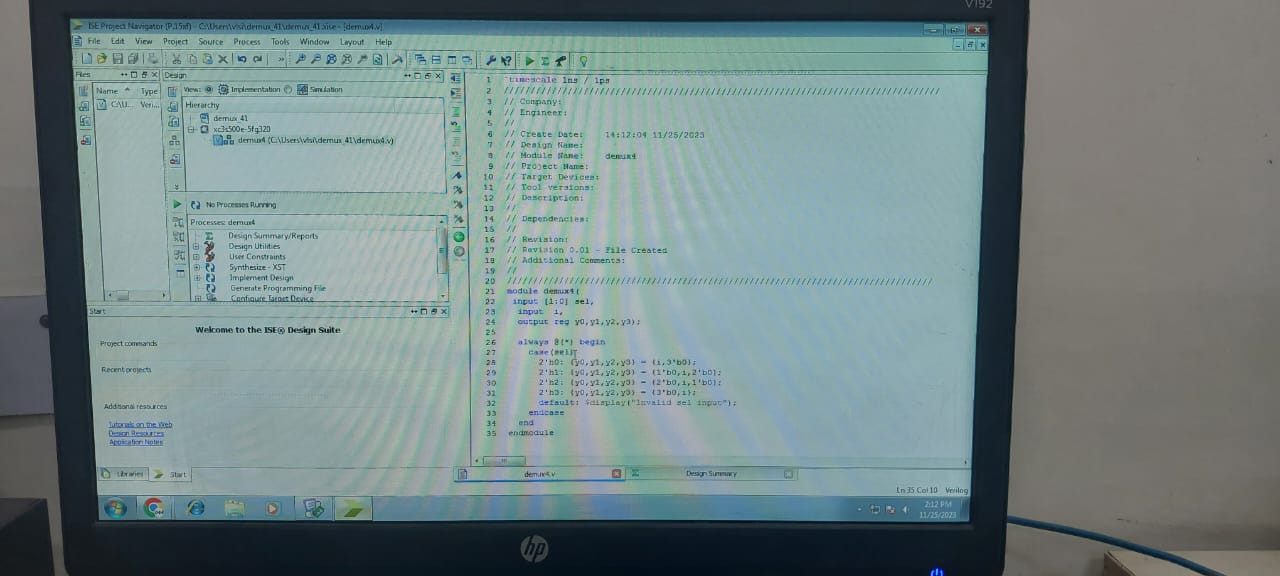 V192
ISE Project Navigator (P.15xf) - C:\Users\vlsi\demux_41\demux_41.xise - [demux4.v]
File Edit View Project Source Process Tools Window Layout Help
Files
Design
Name Type
C:\U... Veri...
View: Implementation Simulation
Hierarchy
demux_41
xc3s500e-5fg320
demux4 (C:\Users\vlsi\demux_41\demux4.v)
No Processes Running
Processes: demux4
Design Summary/Reports
Design Utilities
User Constraints
Synthesize - XST
Implement Design
Generate Programming File
Configure Target Device
Start
Welcome to the ISE® Design Suite
Project commands
Recent projects
Additional resources
Tutorials on the Web
Design Resources
Application Notes
Libraries Start
1 `timescale 1ns / 1ps
2 //////////////////////////////////////////////////////////////////////////////////
3 // Company:
4 // Engineer:
5 //
6 // Create Date: 14:12:04 11/25/2023
7 // Design Name:
8 // Module Name: demux4
9 // Project Name:
10 // Target Devices:
11 // Tool versions:
12 // Description:
13 //
14 // Dependencies:
15 //
16 // Revision:
17 // Revision 0.01 - File Created
18 // Additional Comments:
19 //
20 //////////////////////////////////////////////////////////////////////////////////
21 module demux4(
22 input [1:0] sel,
23 input i,
24 output reg y0,y1,y2,y3);
25
26 always @(*) begin
27 case(sel)
28 2'h0: {y0,y1,y2,y3} = {i,3'b0};
29 2'h1: {y0,y1,y2,y3} = {1'b0,i,2'b0};
30 2'h2: {y0,y1,y2,y3} = {2'b0,i,1'b0};
31 2'h3: {y0,y1,y2,y3} = {3'b0,i};
32 default: $display("Invalid sel input");
33 endcase
34 end
35 endmodule
demux4.v Design Summary
Ln 35 Col 10 Verilog
2:12 PM
11/25/2023
hp